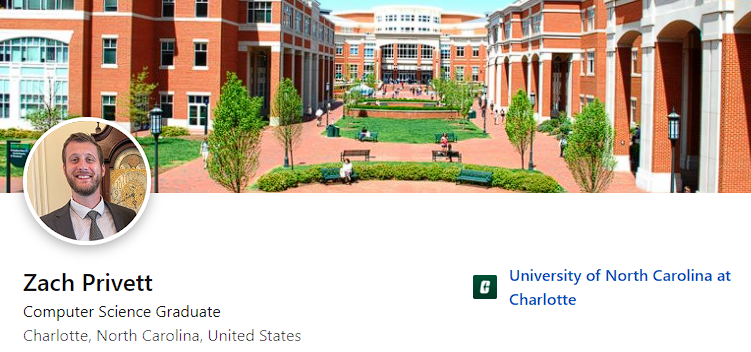 Zach Privett
Computer Science Graduate
Charlotte, North Carolina, United States
University of North Carolina at
Charlotte